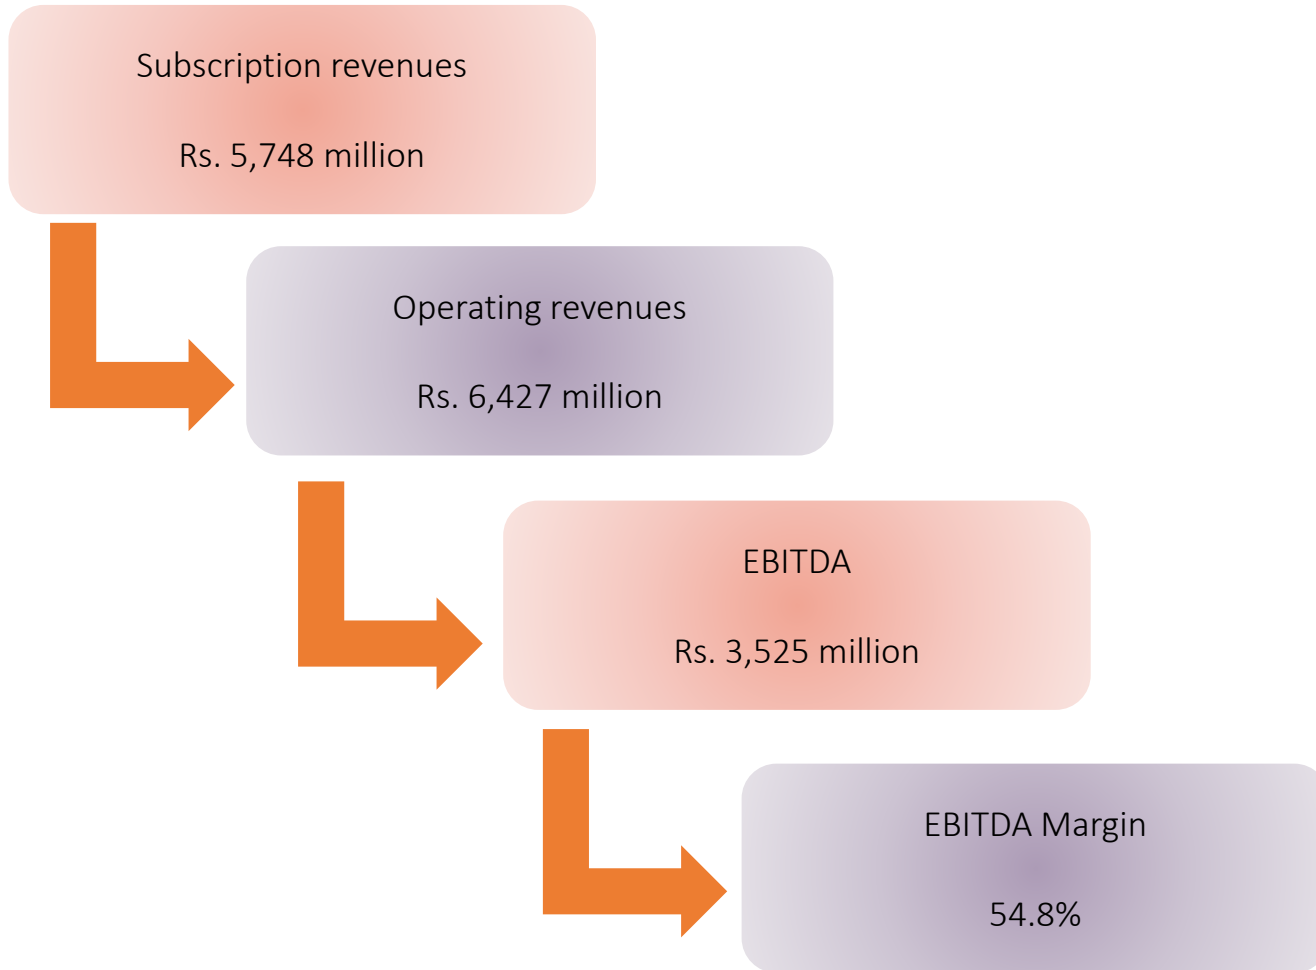 Subscription revenues
Rs. 5,748 million
Operating revenues
Rs. 6,427 million
EBITDA
Rs. 3,525 million
EBITDA Margin
54.8%